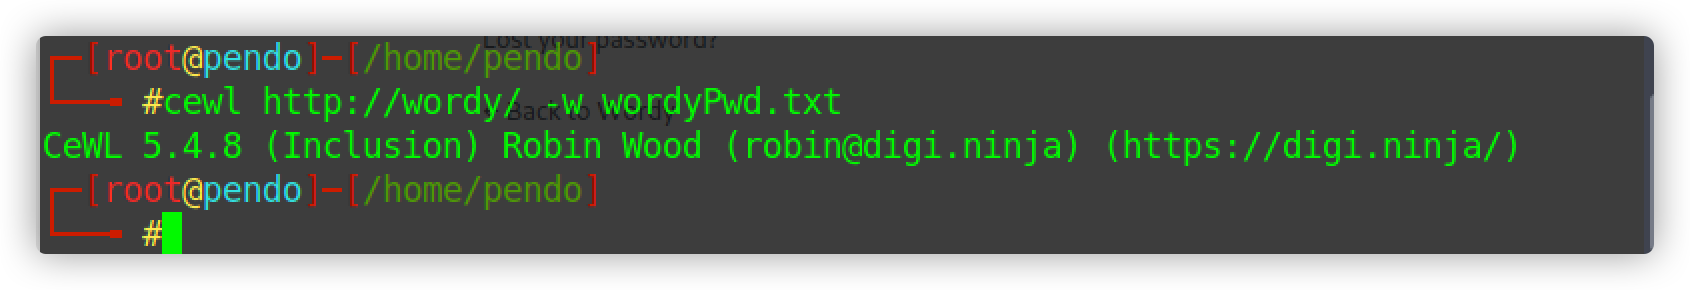 [root@pendo]─[/home/pendo]
#cewl http://wordy/ -w wordyPwd.txt
CeWL 5.4.8 (Inclusion) Robin Wood (robin@digi.ninja) (https://digi.ninja/)
[root@pendo]─[/home/pendo]
#
Lost your password?
Back to Wordy